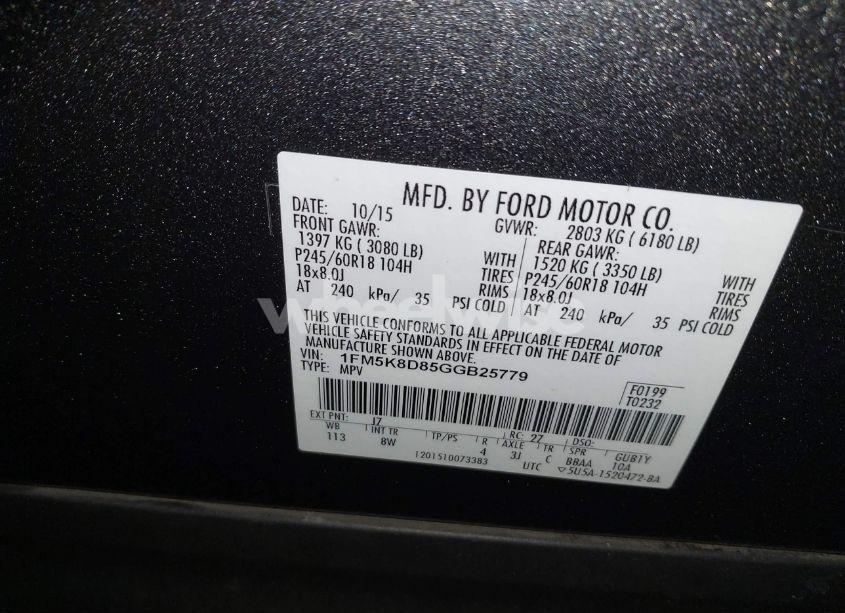 MFD. BY FORD MOTOR CO.
DATE: 10/15 GVWR: 2803 KG ( 6180 LB)
FRONT GAWR: REAR GAWR:
1397 KG ( 3080 LB) WITH 1520 KG ( 3350 LB) WITH
P245/60R18 104H TIRES P245/60R18 104H TIRES
18x8.0J RIMS 18x8.0J RIMS
AT 240 kPa/ 35 PSI COLD AT 240 kPa/ 35 PSI COLD
wheelwise
THIS VEHICLE CONFORMS TO ALL APPLICABLE FEDERAL MOTOR
VEHICLE SAFETY STANDARDS IN EFFECT ON THE DATE OF
MANUFACTURE SHOWN ABOVE.
VIN: 1FM5K8D85GGB25779
TYPE: MPV
F0199
T0232
EXT PNT: J7 RC: 27 DSO:
WB INT TR TP/PS R AXLE TR SPR GUB1Y
113 8W 4 3J C BBAA 10A
1201510073383 UTC ▽5U5A-1520472-BA